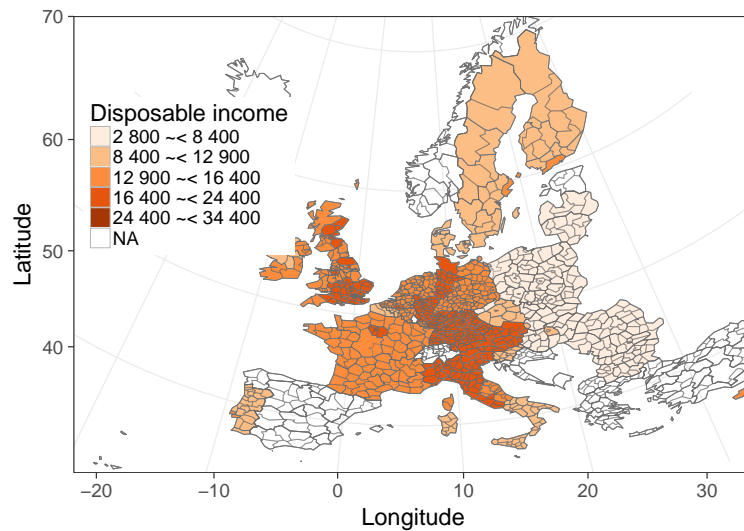 70
60
50
40
Latitude
Disposable income
2 800 ~< 8 400
8 400 ~< 12 900
12 900 ~< 16 400
16 400 ~< 24 400
24 400 ~< 34 400
NA
−20
−10
0
10
20
30
Longitude